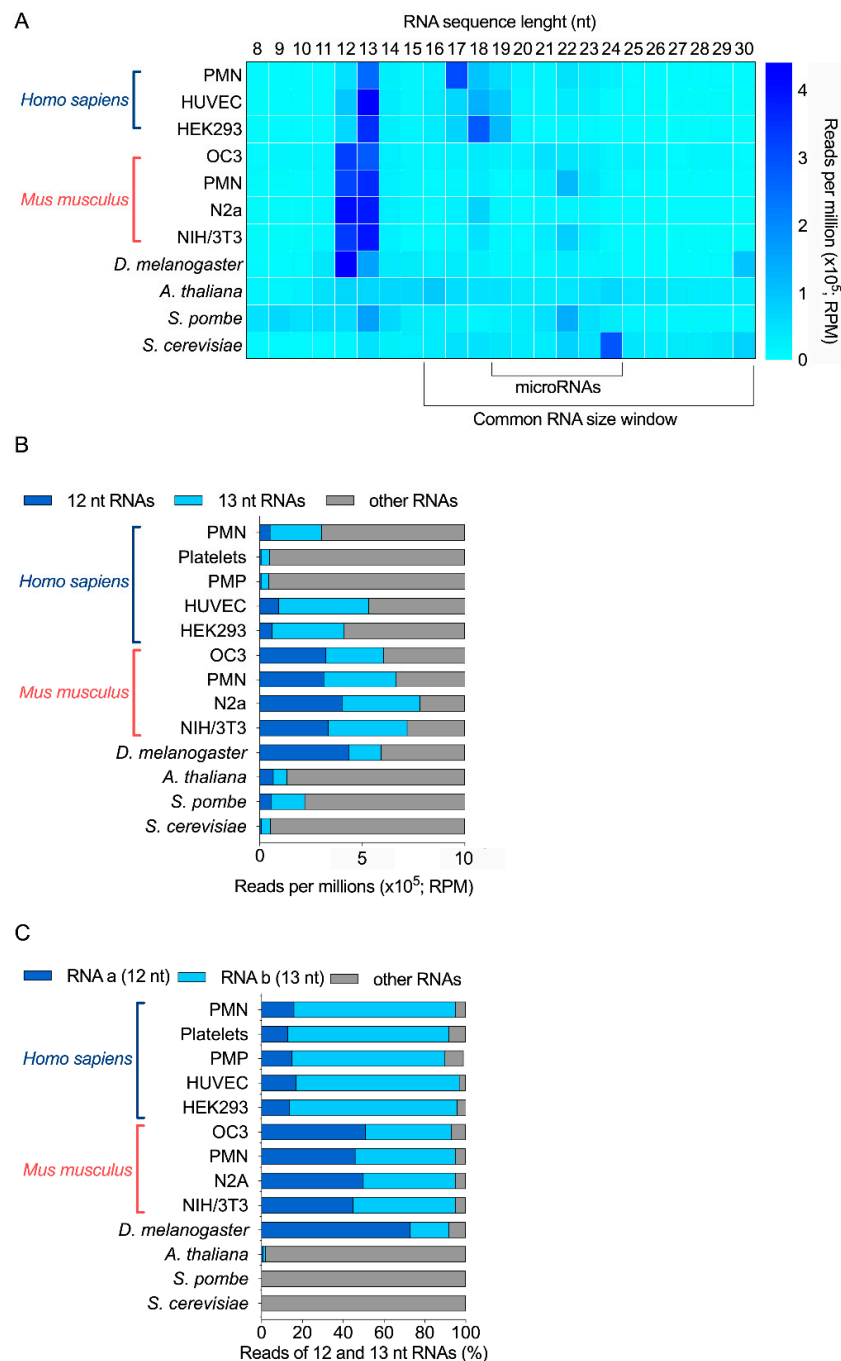 A
RNA sequence lenght (nt)
8 9 10 11 12 13 14 15 16 17 18 19 20 21 22 23 24 25 26 27 28 29 30
Homo sapiens
PMN
HUVEC
HEK293
Mus musculus
OC3
PMN
N2a
NIH/3T3
D. melanogaster
A. thaliana
S. pombe
S. cerevisiae
4
3
2
1
0
Reads per million (x10⁵; RPM)
microRNAs
Common RNA size window
B
12 nt RNAs 13 nt RNAs other RNAs
Homo sapiens
PMN
Platelets
PMP
HUVEC
HEK293
Mus musculus
OC3
PMN
N2a
NIH/3T3
D. melanogaster
A. thaliana
S. pombe
S. cerevisiae
0 5 10
Reads per millions (x10⁵; RPM)
C
RNA a (12 nt) RNA b (13 nt) other RNAs
Homo sapiens
PMN
Platelets
PMP
HUVEC
HEK293
Mus musculus
OC3
PMN
N2A
NIH/3T3
D. melanogaster
A. thaliana
S. pombe
S. cerevisiae
0 20 40 60 80 100
Reads of 12 and 13 nt RNAs (%)